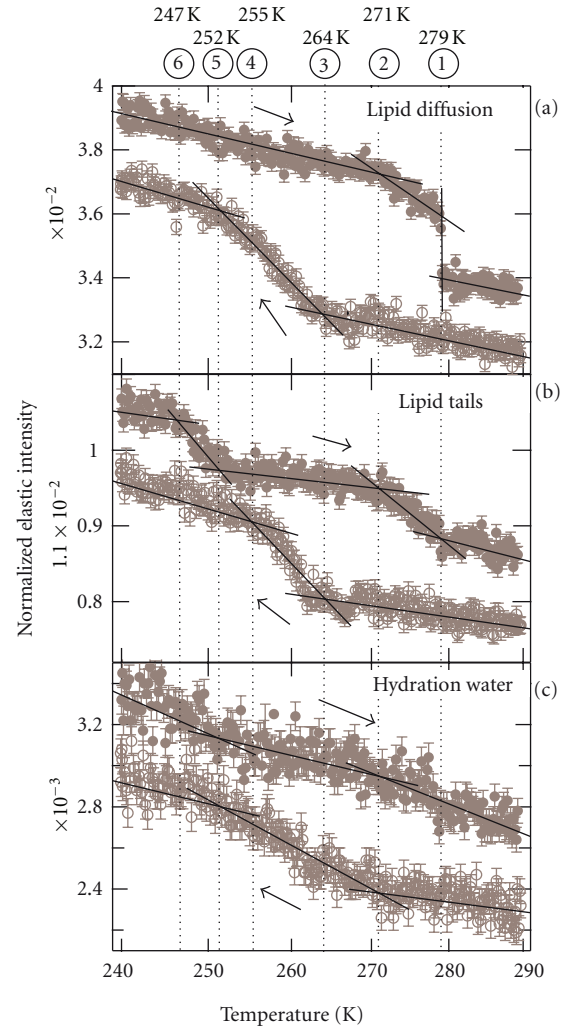 247 K 255 K 271 K
252 K 264 K 279 K
6 5 4 3 2 1
4
(a)
Lipid diffusion
3.8
×10−2
3.6
3.4
3.2
(b)
Lipid tails
1
Normalized elastic intensity
1.1 × 10−2
0.9
0.8
(c)
Hydration water
3.2
×10−3
2.8
2.4
240 250 260 270 280 290
Temperature (K)